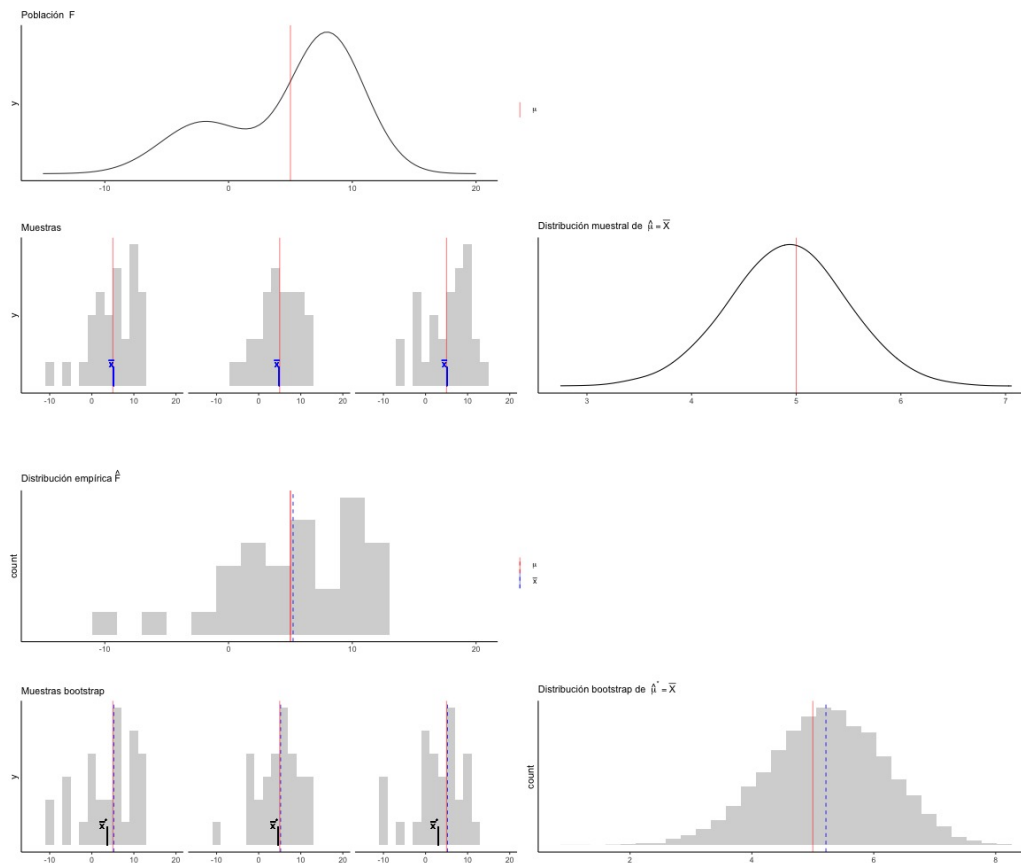 Población F
y
-10 0 10 20
μ
Muestras
y
x̄ x̄ x̄
-10 0 10 20 -10 0 10 20 -10 0 10 20
Distribución muestral de μ̂ = X̄
3 4 5 6 7
Distribución empírica F̂
count
-10 0 10 20
μ
x̄
Muestras bootstrap
y
x̄* x̄* x̄*
-10 0 10 20 -10 0 10 20 -10 0 10 20
Distribución bootstrap de μ̂* = X̄
count
2 4 6 8